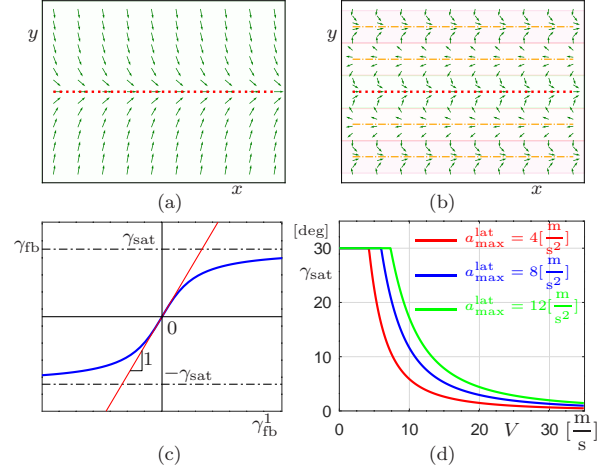 y
x
(a)
y
x
(b)
γfb
γsat
0
1
−γsat
γ¹fb
(c)
[deg]
30
γsat
20
10
0
a^lat_max = 4[m/s²]
a^lat_max = 8[m/s²]
a^lat_max = 12[m/s²]
0 10 20 V 30 [m/s]
(d)